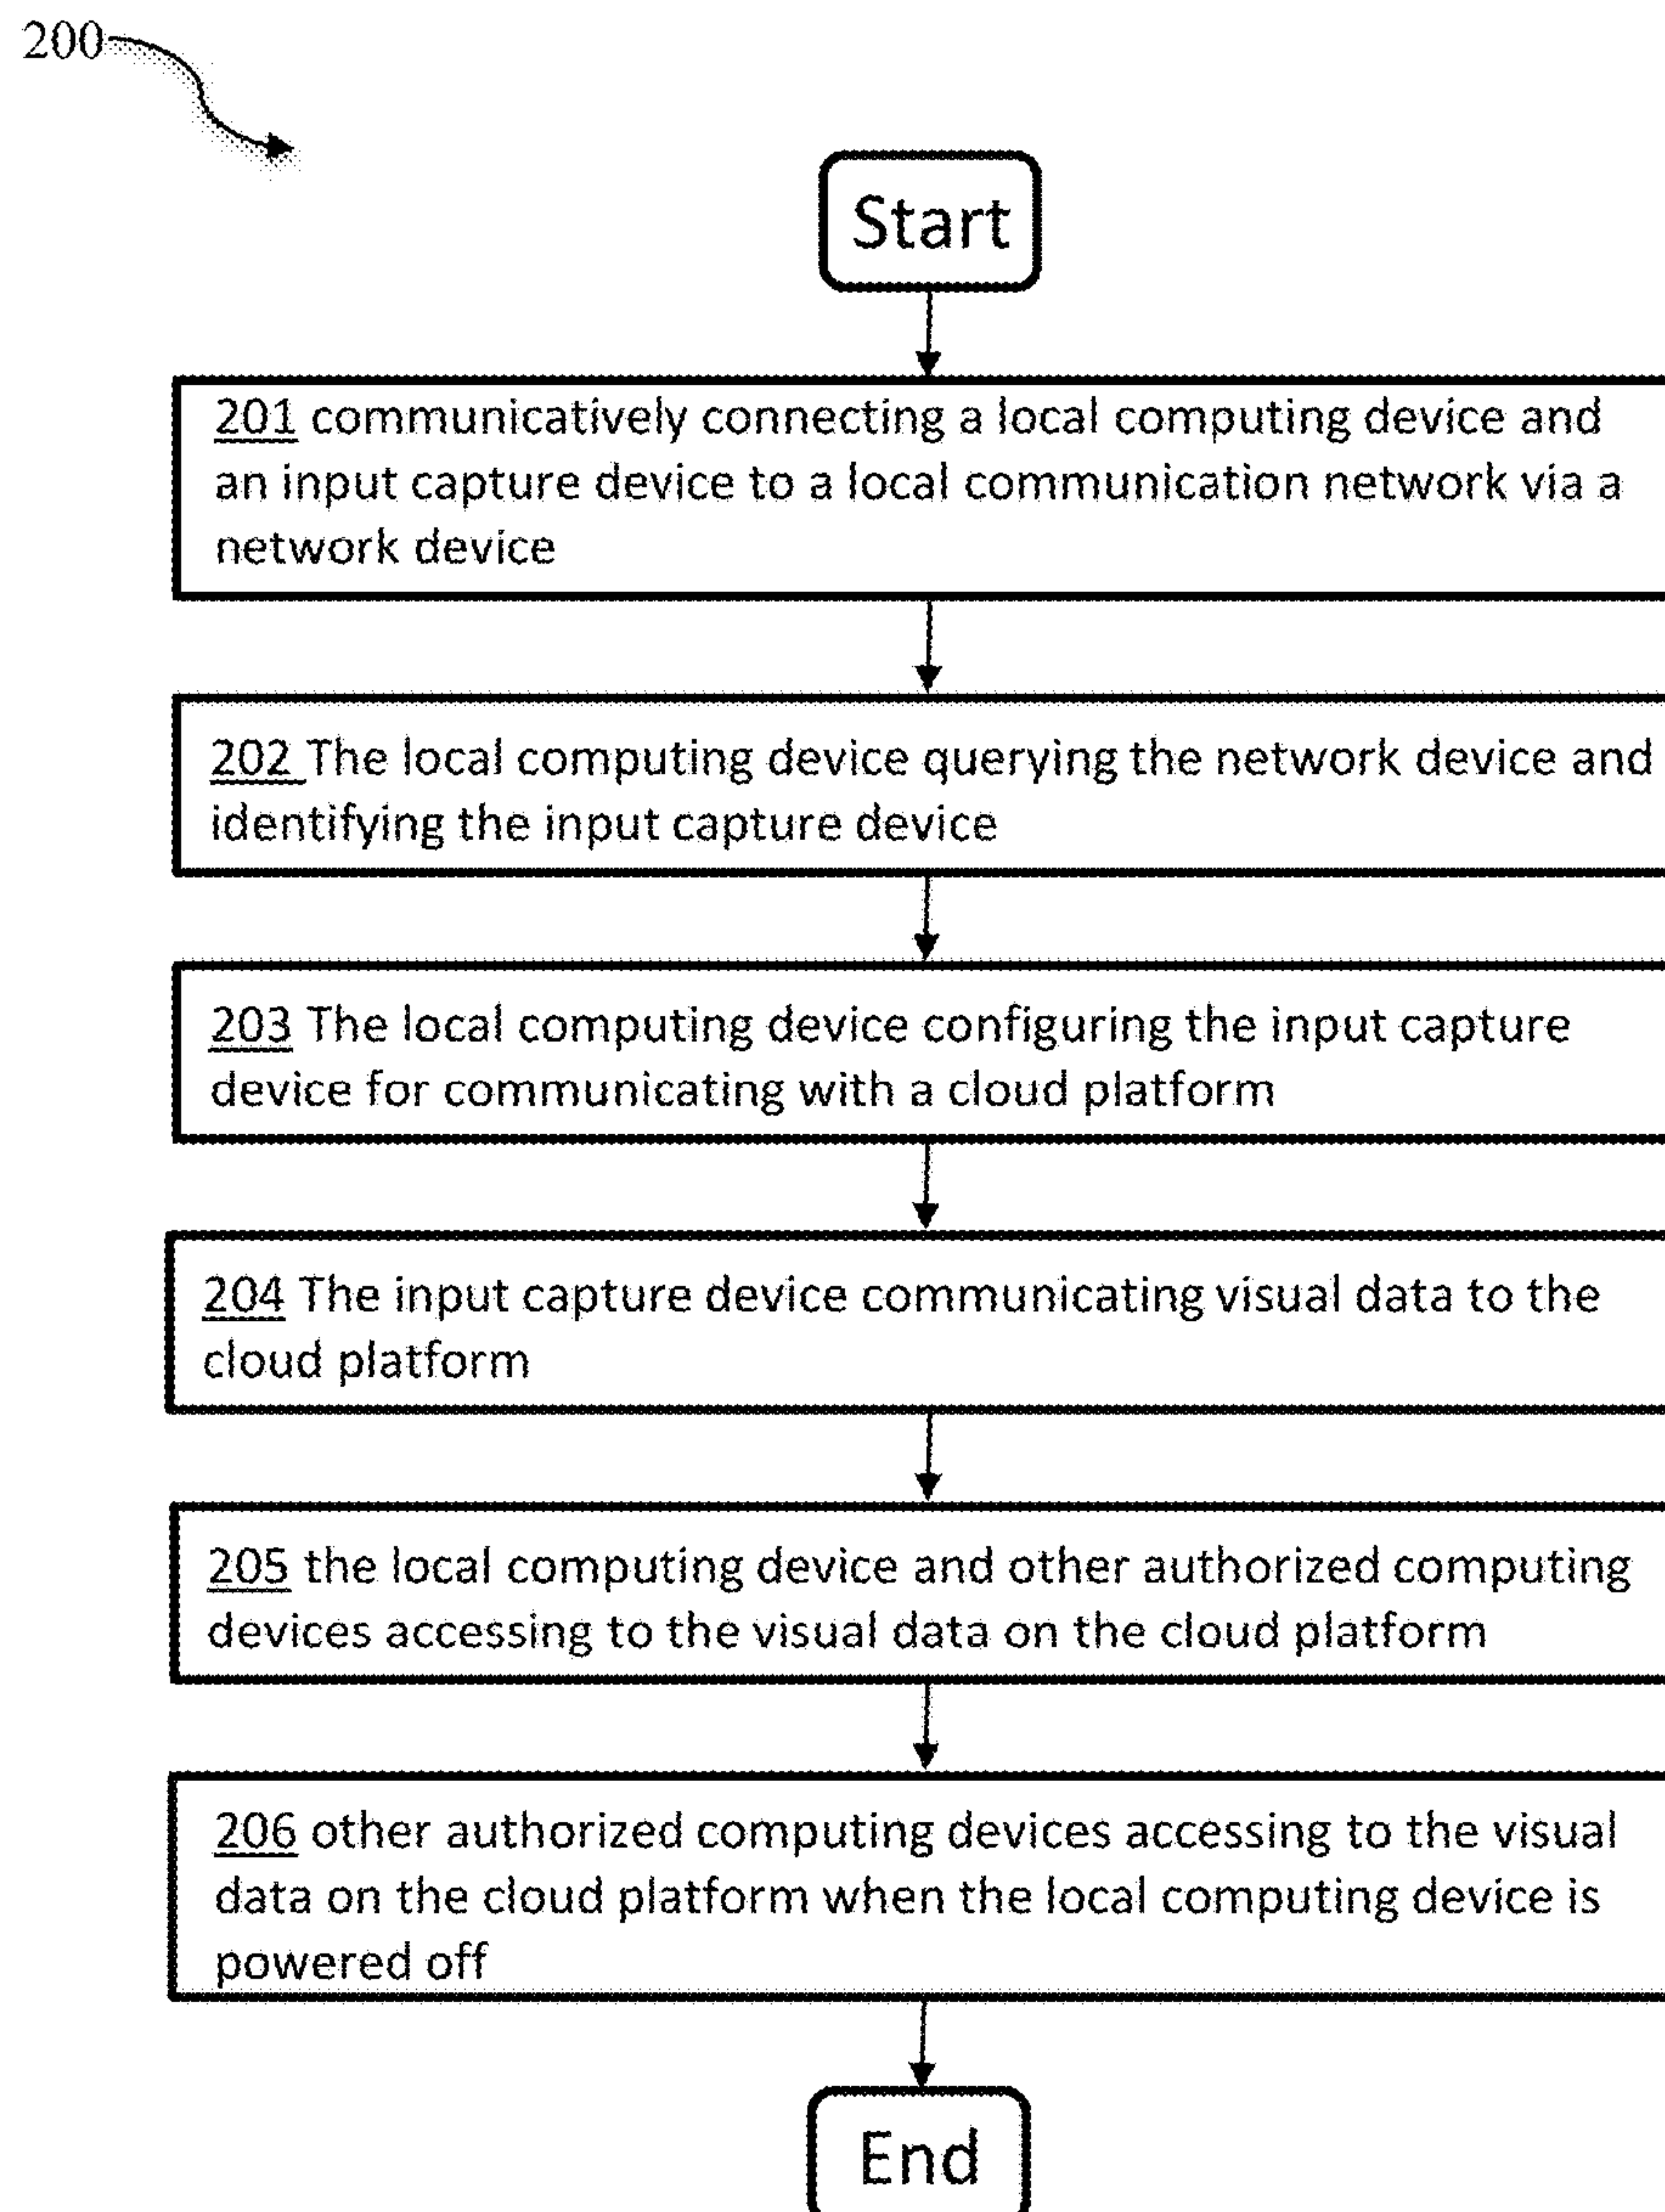 200
Start
201 communicatively connecting a local computing device and
an input capture device to a local communication network via a
network device
202 The local computing device querying the network device and
identifying the input capture device
203 The local computing device configuring the input capture
device for communicating with a cloud platform
204 The input capture device communicating visual data to the
cloud platform
205 the local computing device and other authorized computing
devices accessing to the visual data on the cloud platform
206 other authorized computing devices accessing to the visual
data on the cloud platform when the local computing device is
powered off
End